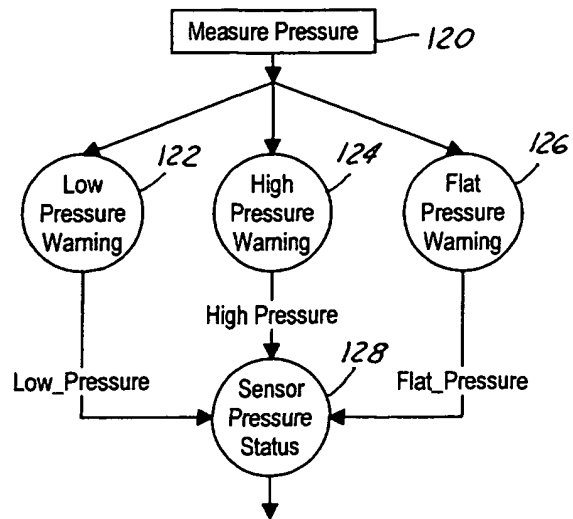 Measure Pressure
120
122
124
126
Low
Pressure
Warning
High
Pressure
Warning
Flat
Pressure
Warning
High Pressure
Low_Pressure
128
Flat_Pressure
Sensor
Pressure
Status